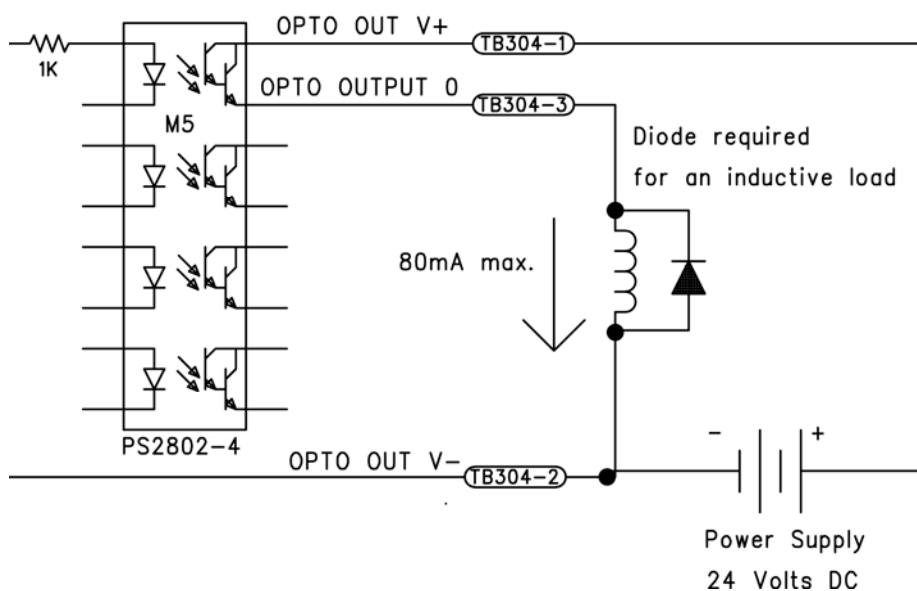 OPTO OUT V+
TB304-1
1K
OPTO OUTPUT 0
TB304-3
M5
Diode required
for an inductive load
80mA max.
PS2802-4
OPTO OUT V-
TB304-2
- +
Power Supply
24 Volts DC